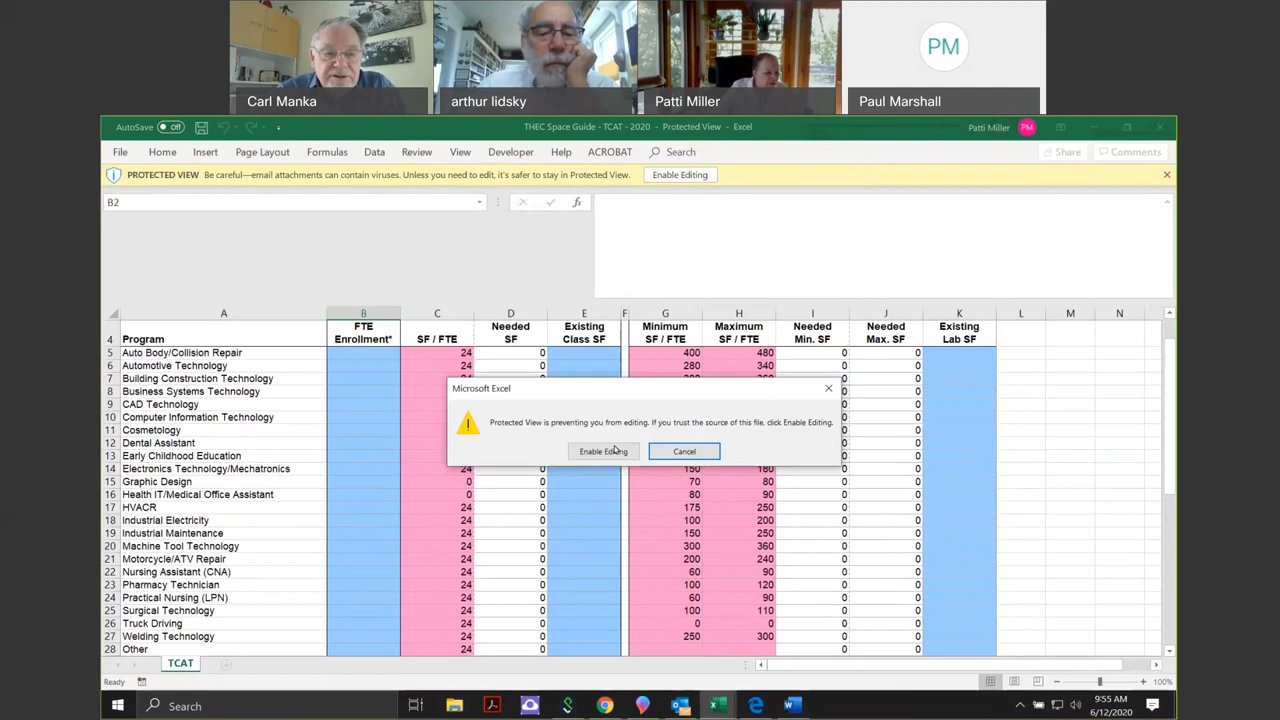 Carl Manka
arthur lidsky
Patti Miller
PM
Paul Marshall
AutoSave Off
THEC Space Guide - TCAT - 2020 - Protected View - Excel
Patti Miller PM
File Home Insert Page Layout Formulas Data Review View Developer Help ACROBAT Search Share Comments
PROTECTED VIEW Be careful—email attachments can contain viruses. Unless you need to edit, it's safer to stay in Protected View. Enable Editing
B2 fx
A B C D E F G H I J K L M N
FTE Needed Existing Minimum Maximum Needed Needed Existing
4 Program Enrollment* SF / FTE SF Class SF SF / FTE SF / FTE Min. SF Max. SF Lab SF
5 Auto Body/Collision Repair 24 0 400 480 0 0
6 Automotive Technology 24 0 280 340 0 0
7 Building Construction Technology
8 Business Systems Technology
9 CAD Technology
10 Computer Information Technology
11 Cosmetology
12 Dental Assistant
13 Early Childhood Education
Microsoft Excel
Protected View is preventing you from editing. If you trust the source of this file, click Enable Editing.
Enable Editing Cancel
14 Electronics Technology/Mechatronics 24 0 150 180 0 0
15 Graphic Design 0 0 70 80 0 0
16 Health IT/Medical Office Assistant 0 0 80 90 0 0
17 HVACR 24 0 175 250 0 0
18 Industrial Electricity 24 0 100 200 0 0
19 Industrial Maintenance 24 0 150 250 0 0
20 Machine Tool Technology 24 0 300 360 0 0
21 Motorcycle/ATV Repair 24 0 200 240 0 0
22 Nursing Assistant (CNA) 24 0 60 90 0 0
23 Pharmacy Technician 24 0 100 120 0 0
24 Practical Nursing (LPN) 24 0 60 90 0 0
25 Surgical Technology 24 0 100 110 0 0
26 Truck Driving 24 0 0 0 0 0
27 Welding Technology 24 0 250 300 0 0
28 Other 24 0 0 0
TCAT
Ready 100%
Search
9:55 AM
6/12/2020